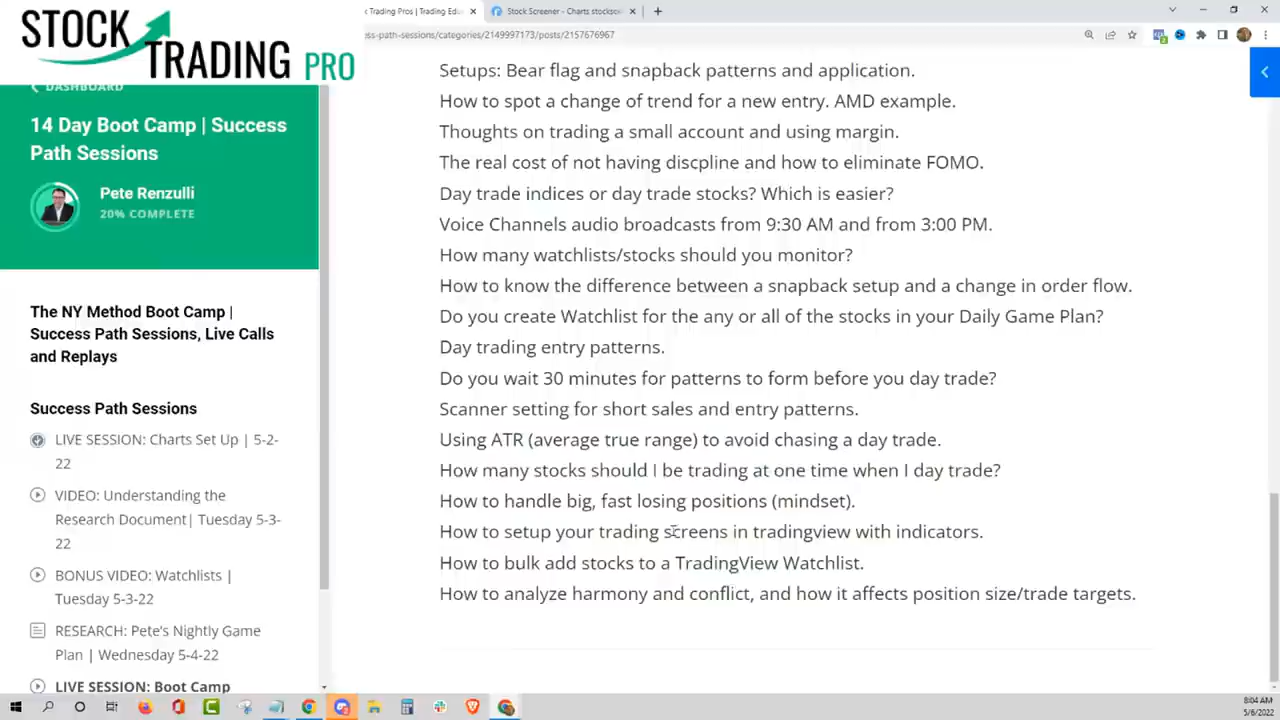 STOCK
TRADING PRO
Trading Pros | Trading Edu
Stock Screener - Charts stocksei
ss-path-sessions/categories/2149997173/posts/2157676967
DASHBOARD
14 Day Boot Camp | Success
Path Sessions
Pete Renzulli
20% COMPLETE
The NY Method Boot Camp |
Success Path Sessions, Live Calls
and Replays
Success Path Sessions
LIVE SESSION: Charts Set Up | 5-2-
22
VIDEO: Understanding the
Research Document| Tuesday 5-3-
22
BONUS VIDEO: Watchlists |
Tuesday 5-3-22
RESEARCH: Pete's Nightly Game
Plan | Wednesday 5-4-22
LIVE SESSION: Boot Camp
Setups: Bear flag and snapback patterns and application.
How to spot a change of trend for a new entry. AMD example.
Thoughts on trading a small account and using margin.
The real cost of not having discpline and how to eliminate FOMO.
Day trade indices or day trade stocks? Which is easier?
Voice Channels audio broadcasts from 9:30 AM and from 3:00 PM.
How many watchlists/stocks should you monitor?
How to know the difference between a snapback setup and a change in order flow.
Do you create Watchlist for the any or all of the stocks in your Daily Game Plan?
Day trading entry patterns.
Do you wait 30 minutes for patterns to form before you day trade?
Scanner setting for short sales and entry patterns.
Using ATR (average true range) to avoid chasing a day trade.
How many stocks should I be trading at one time when I day trade?
How to handle big, fast losing positions (mindset).
How to setup your trading screens in tradingview with indicators.
How to bulk add stocks to a TradingView Watchlist.
How to analyze harmony and conflict, and how it affects position size/trade targets.
8:04 AM
5/6/2022